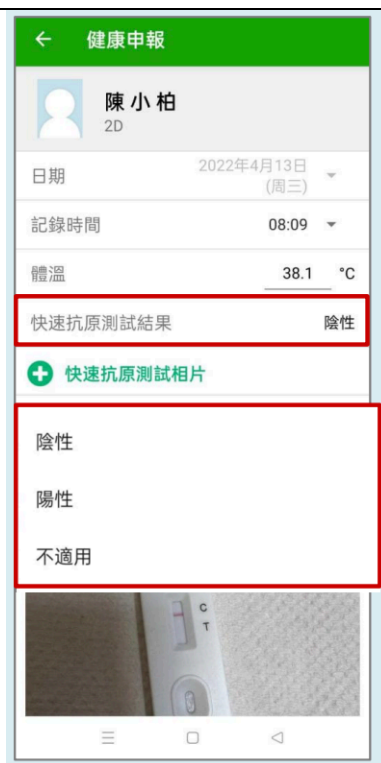 健康申報
陳小柏
2D
日期 2022年4月13日
(周三)
記錄時間 08:09
體溫 38.1 °C
快速抗原測試結果 陰性
快速抗原測試相片
陰性
陽性
不適用
C
T